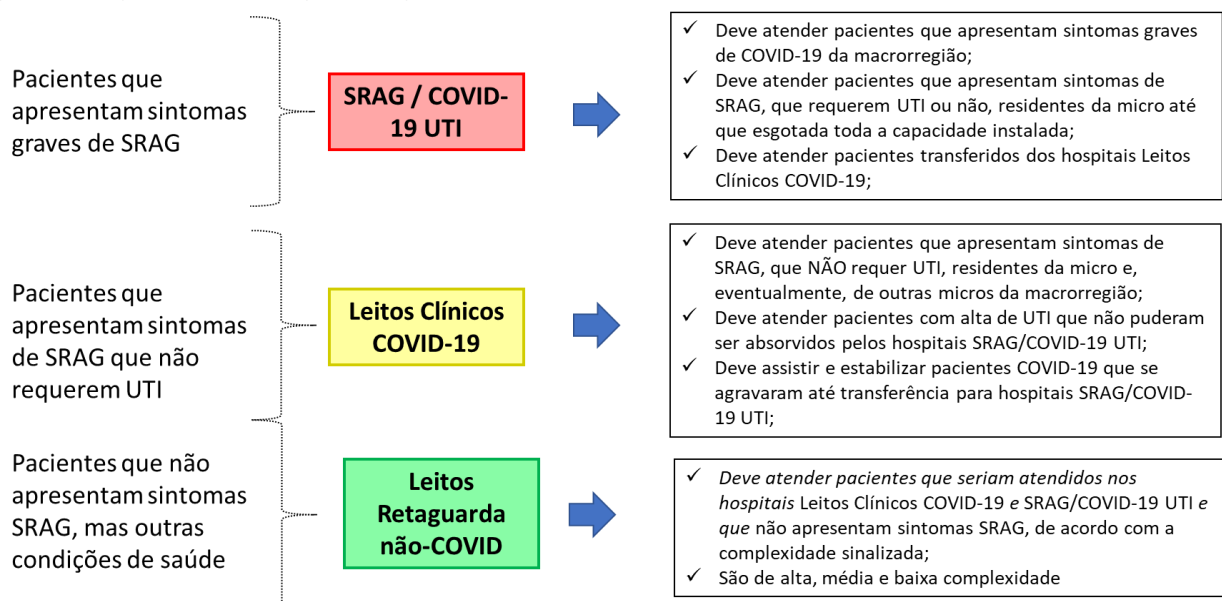 Pacientes que
apresentam sintomas
graves de SRAG
SRAG / COVID-
19 UTI
✓ Deve atender pacientes que apresentam sintomas graves
de COVID-19 da macrorregião;
✓ Deve atender pacientes que apresentam sintomas de
SRAG, que requerem UTI ou não, residentes da micro até
que esgotada toda a capacidade instalada;
✓ Deve atender pacientes transferidos dos hospitais Leitos
Clínicos COVID-19;
Pacientes que
apresentam sintomas
de SRAG que não
requerem UTI
Leitos Clínicos
COVID-19
✓ Deve atender pacientes que apresentam sintomas de
SRAG, que NÃO requer UTI, residentes da micro e,
eventualmente, de outras micros da macrorregião;
✓ Deve atender pacientes com alta de UTI que não puderam
ser absorvidos pelos hospitais SRAG/COVID-19 UTI;
✓ Deve assistir e estabilizar pacientes COVID-19 que se
agravaram até transferência para hospitais SRAG/COVID-
19 UTI;
Pacientes que não
apresentam sintomas
SRAG, mas outras
condições de saúde
Leitos
Retaguarda
não-COVID
✓ Deve atender pacientes que seriam atendidos nos
hospitais Leitos Clínicos COVID-19 e SRAG/COVID-19 UTI e
que não apresentam sintomas SRAG, de acordo com a
complexidade sinalizada;
✓ São de alta, média e baixa complexidade